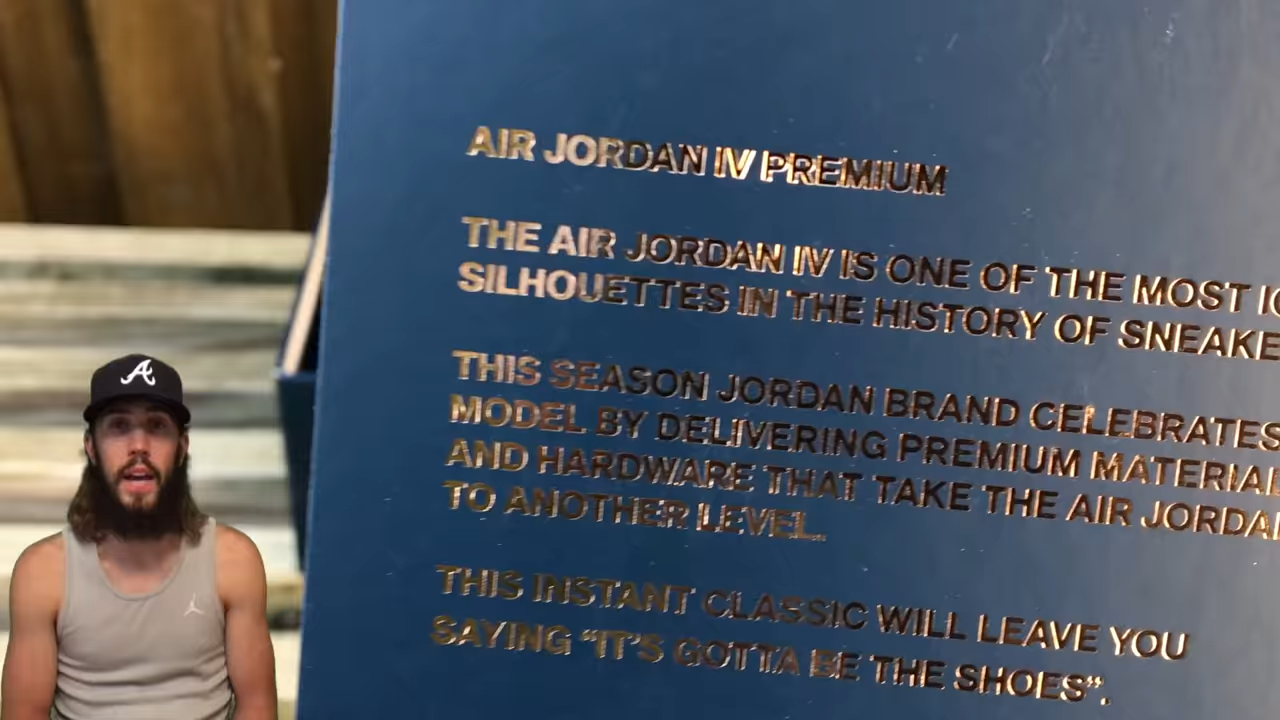 AIR JORDAN IV PREMIUM
THE AIR JORDAN IV IS ONE OF THE MOST
SILHOUETTES IN THE HISTORY OF
THIS SEASON JORDAN BRAND CELEBRATES
MODEL BY DELIVERING PREMIUM
AND HARDWARE THAT TAKE THE AIR
TO ANOTHER LEVEL.
THIS INSTANT CLASSIC WILL LEAVE YOU
SAYING “IT’S GOTTA BE THE SHOES”.
A